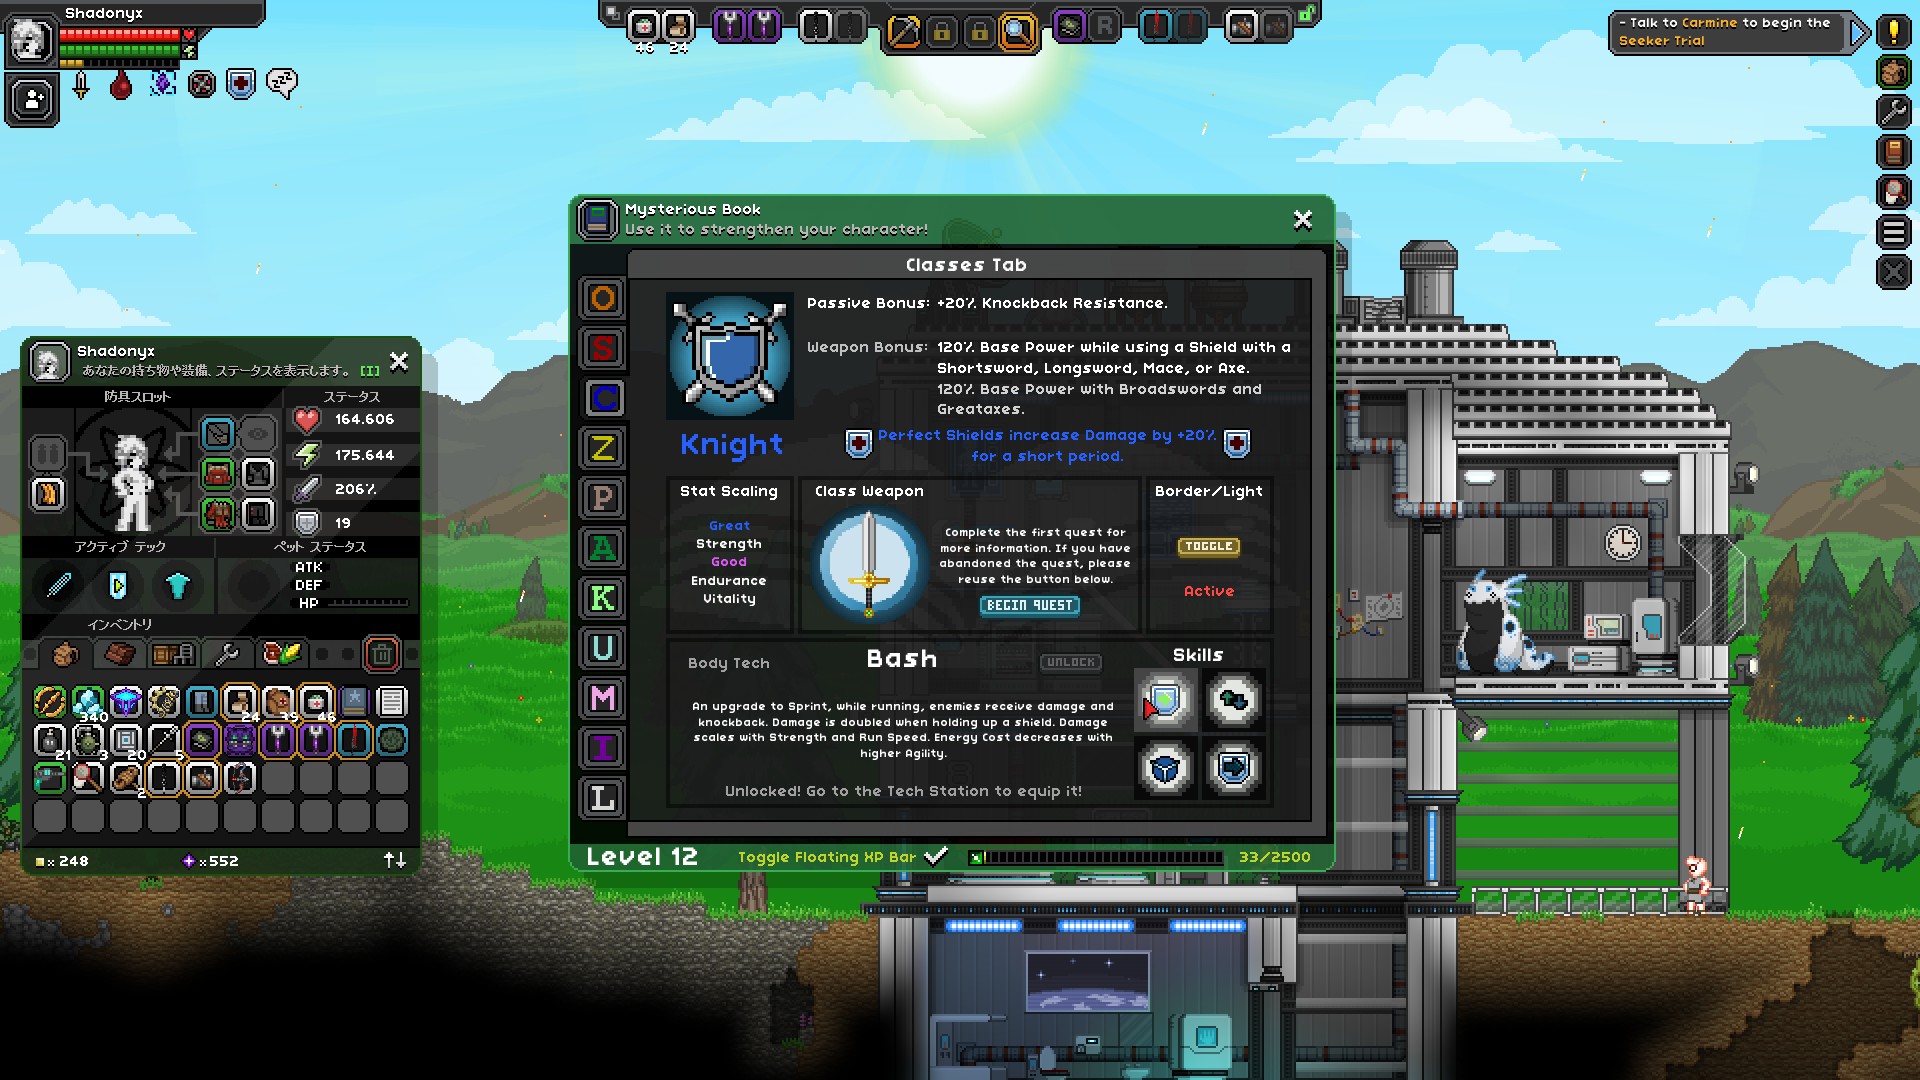 Shadonyx
46 24
R
- Talk to Carmine to begin the
Seeker Trial
Mysterious Book
Use it to strengthen your character!
Classes Tab
O
S
C
Z
P
A
K
U
M
I
L
Passive Bonus: +20% Knockback Resistance.
Weapon Bonus: 120% Base Power while using a Shield with a
Shortsword, Longsword, Mace, or Axe.
120% Base Power with Broadswords and
Greataxes.
Knight
Perfect Shields increase Damage by +20%
for a short period.
Stat Scaling
Great
Strength
Good
Endurance
Vitality
Class Weapon
Complete the first quest for
more information. If you have
abandoned the quest, please
reuse the button below.
BEGIN QUEST
Border/Light
TOGGLE
Active
Body Tech
Bash
UNLOCK
Skills
An upgrade to Sprint, while running, enemies receive damage and
knockback. Damage is doubled when holding up a shield. Damage
scales with Strength and Run Speed. Energy Cost decreases with
higher Agility.
Unlocked! Go to the Tech Station to equip it!
Level 12
Toggle Floating XP Bar
33/2500
Shadonyx
あなたの持ち物や装備、ステータスを表示します。 [I]
防具スロット
ステータス
164.606
175.644
206%
19
アクティブ テック
ペット ステータス
ATK
DEF
HP
インベントリ
340 24 39 46
21 3 20 5
2
x 248
x552